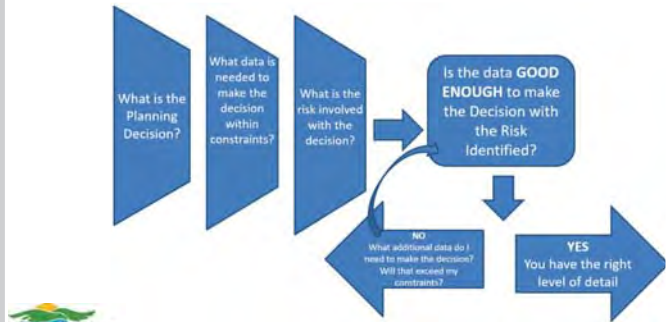 What is the
Planning
Decision?
What data is
needed to
make the
decision
within
constraints?
What is the
risk involved
with the
decision?
Is the data GOOD
ENOUGH to make
the Decision with
the Risk
Identified?
NO
What additional data do I
need to make the decision?
Will that exceed my
constraints?
YES
You have the right
level of detail